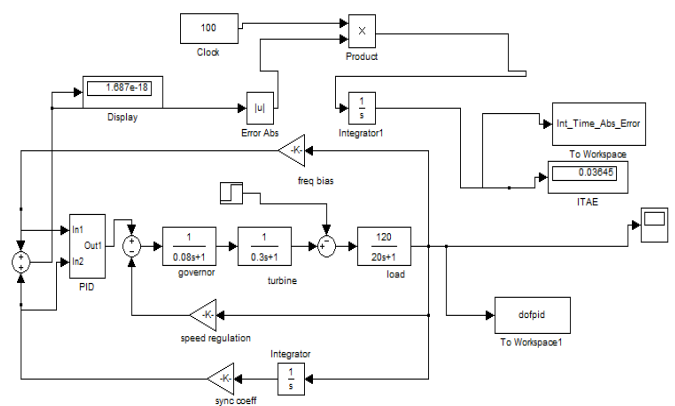 100
Clock
X
Product
1.687e-18
Display
|u|
Error Abs
1
s
Integrator1
Int_Time_Abs_Error
To Workspace
0.03645
ITAE
-K-
freq bias
In1
Out1
In2
PID
+
+
+
−
1
0.08s+1
governor
1
0.3s+1
turbine
−
+
120
20s+1
load
-K-
speed regulation
dofpid
To Workspace1
Integrator
1
s
-K-
sync coeff